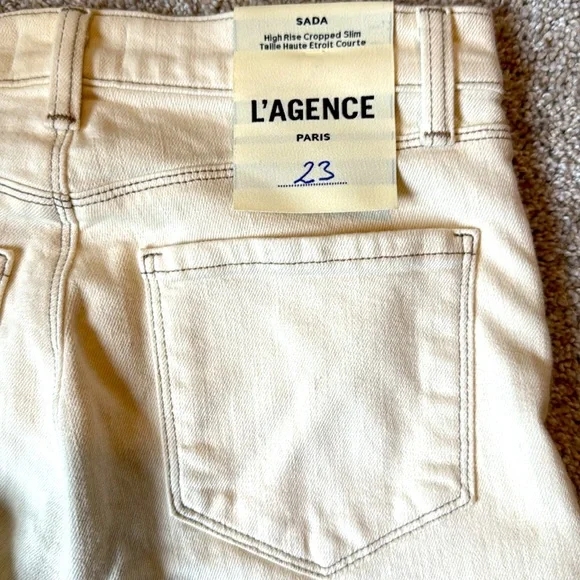 SADA
High Rise Cropped Slim
Taille Haute Etroit Courte
L'AGENCE
PARIS
23